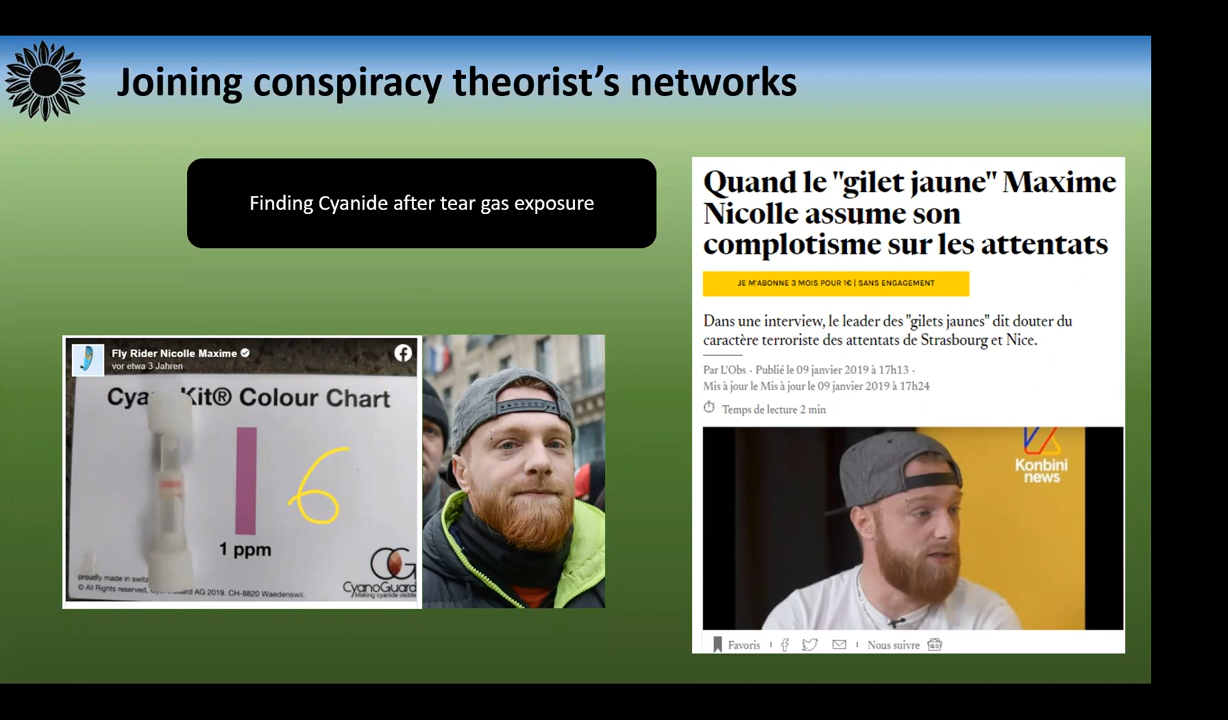 Joining conspiracy theorist's networks
Finding Cyanide after tear gas exposure
Fly Rider Nicolle Maxime
vor etwa 3 Jahren
Kit® Colour Chart
6
1 ppm
proudly made in switz
© All Rights reserved, AG 2019. CH-8820 Waedenswil.
CG
CyanoGuard
Making cyanide visible
Quand le "gilet jaune" Maxime
Nicolle assume son
complotisme sur les attentats
JE M'ABONNE 3 MOIS POUR 1€ | SANS ENGAGEMENT
Dans une interview, le leader des "gilets jaunes" dit douter du
caractère terroriste des attentats de Strasbourg et Nice.
Par L'Obs · Publié le 09 janvier 2019 à 17h13 ·
Mis à jour le Mis à jour le 09 janvier 2019 à 17h24
Temps de lecture 2 min
Konbini
news
Favoris
Nous suivre